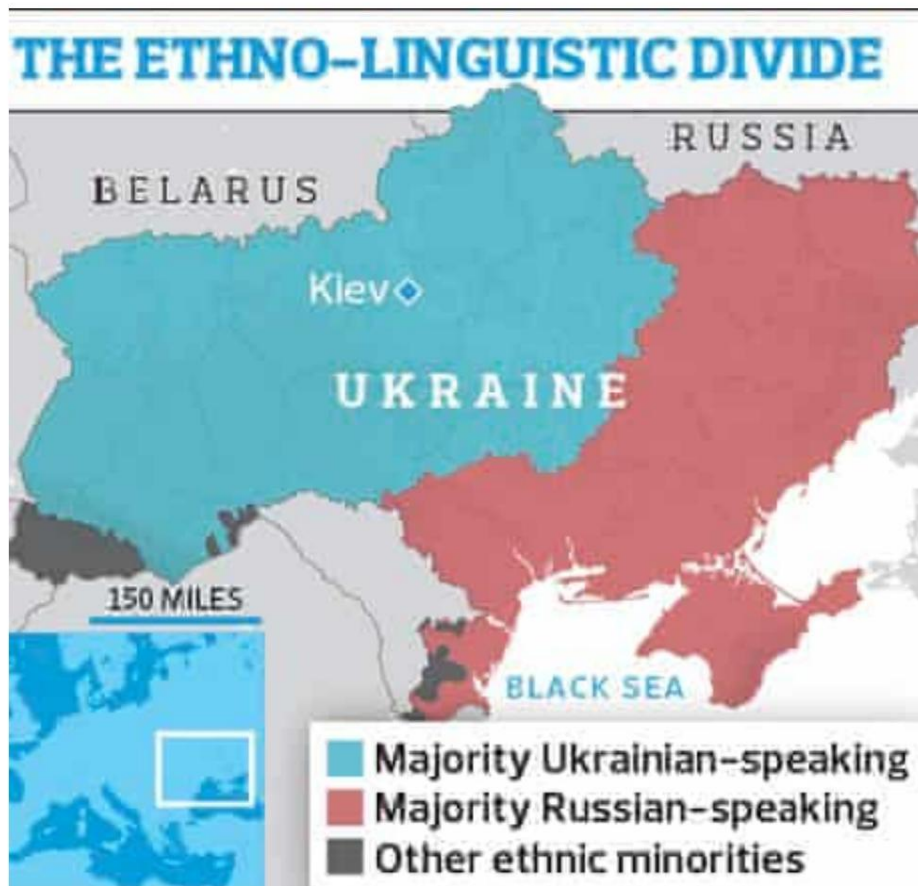 THE ETHNO-LINGUISTIC DIVIDE
RUSSIA
BELARUS
Kiev
UKRAINE
150 MILES
BLACK SEA
Majority Ukrainian-speaking
Majority Russian-speaking
Other ethnic minorities